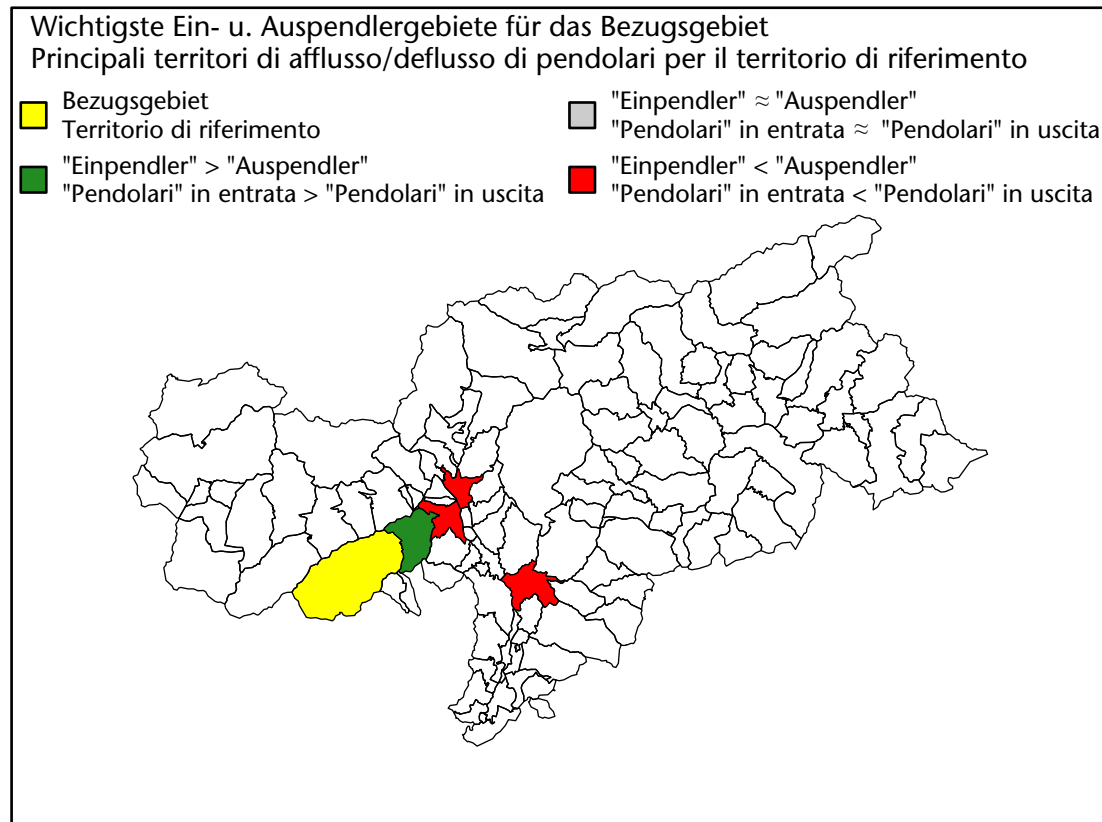 Wichtigste Ein- u. Auspendlergebiete für das Bezugsgebiet
Principali territori di afflusso/deflusso di pendolari per il territorio di riferimento
Bezugsgebiet
Territorio di riferimento
"Einpendler" > "Auspendler"
"Pendolari" in entrata > "Pendolari" in uscita
"Einpendler" ≈ "Auspendler"
"Pendolari" in entrata ≈ "Pendolari" in uscita
"Einpendler" < "Auspendler"
"Pendolari" in entrata < "Pendolari" in uscita